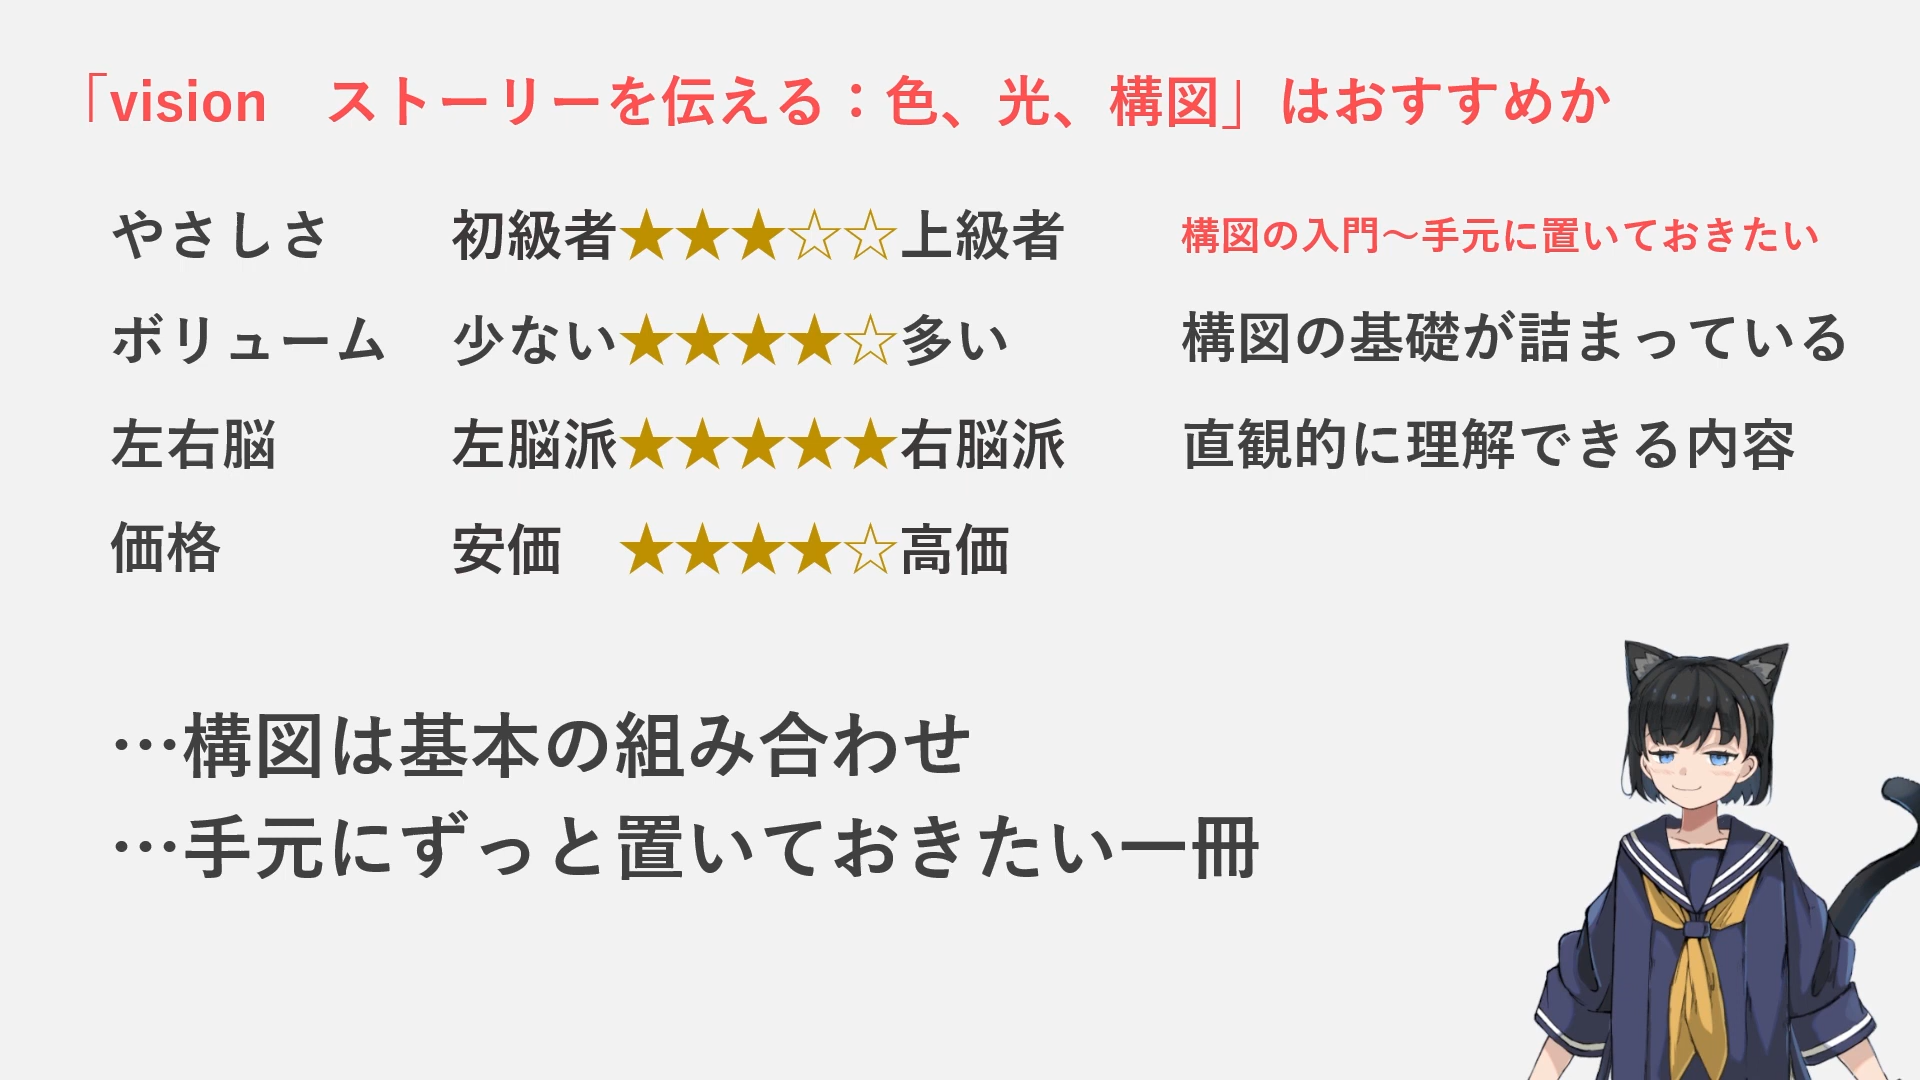 「vision　ストーリーを伝える：色、光、構図」はおすすめか
やさしさ　初級者★★★☆☆上級者　構図の入門～手元に置いておきたい
ボリューム　少ない★★★★☆多い　構図の基礎が詰まっている
左右脳　左脳派★★★★★右脳派　直観的に理解できる内容
価格　安価　★★★★☆高価
…構図は基本の組み合わせ
…手元にずっと置いておきたい一冊